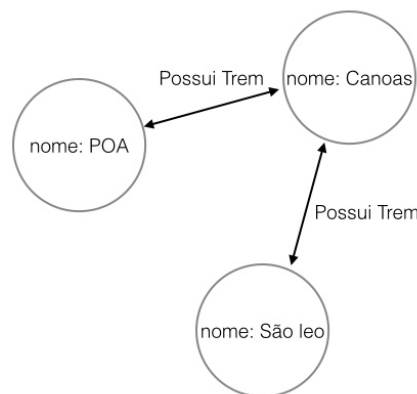 Possui Trem
nome: Canoas
nome: POA
Possui Trem
nome: São leo